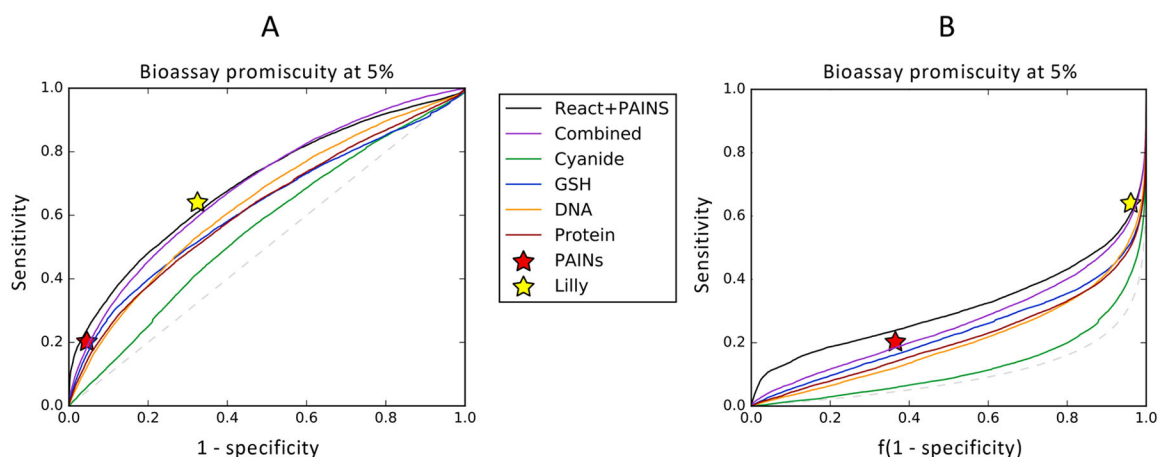 A
Bioassay promiscuity at 5%
1.0
0.8
0.6
0.4
0.2
0.0
Sensitivity
0.0 0.2 0.4 0.6 0.8 1.0
1 - specificity
React+PAINS
Combined
Cyanide
GSH
DNA
Protein
PAINs
Lilly
B
Bioassay promiscuity at 5%
1.0
0.8
0.6
0.4
0.2
0.0
Sensitivity
0.0 0.2 0.4 0.6 0.8 1.0
f(1 - specificity)